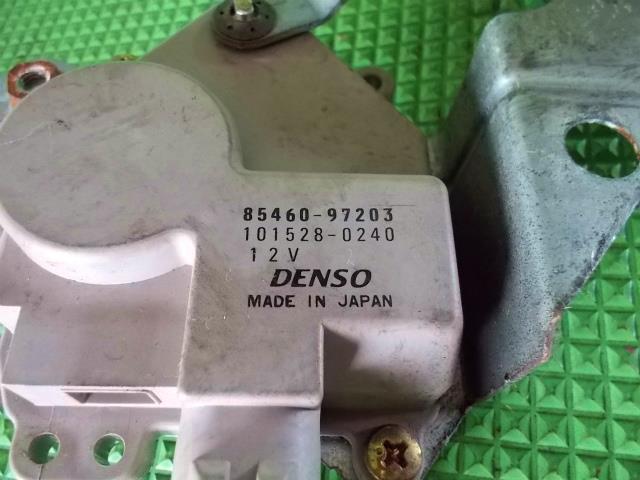 85460-97203
101528-0240
12V
DENSO
MADE IN JAPAN